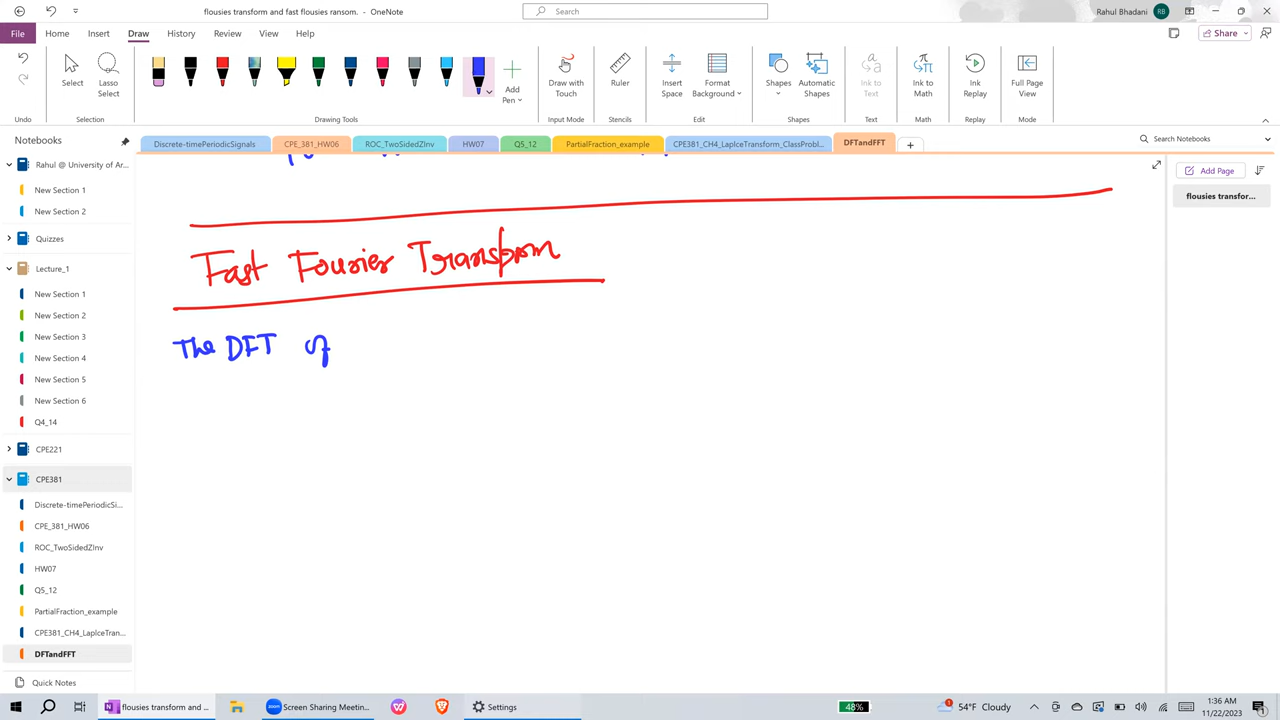 flousies transform and fast flousies ransom. - OneNote
Search
Rahul Bhadani
RB
File
Home
Insert
Draw
History
Review
View
Help
Share
Select
Lasso Select
Add Pen
Draw with Touch
Ruler
Insert Space
Format Background
Shapes
Automatic Shapes
Ink to Text
Ink to Math
Ink Replay
Full Page View
Undo
Selection
Drawing Tools
Input Mode
Stencils
Edit
Shapes
Text
Math
Replay
Mode
Notebooks
Discrete-timePeriodicSignals
CPE_381_HW06
ROC_TwoSidedZInv
HW07
Q5_12
PartialFraction_example
CPE381_CH4_LaplceTransform_ClassProbl...
DFTandFFT
Search Notebooks
Rahul @ University of Ar...
New Section 1
New Section 2
Quizzes
Lecture_1
New Section 1
New Section 2
New Section 3
New Section 4
New Section 5
New Section 6
Q4_14
CPE221
CPE381
Discrete-timePeriodicSi...
CPE_381_HW06
ROC_TwoSidedZInv
HW07
Q5_12
PartialFraction_example
CPE381_CH4_LaplceTran...
DFTandFFT
Quick Notes
Fast Fourier Transform
The DFT of
Add Page
flousies transfor...
flousies transform and ...
Screen Sharing Meetin...
Settings
48%
54°F Cloudy
1:36 AM
11/22/2023